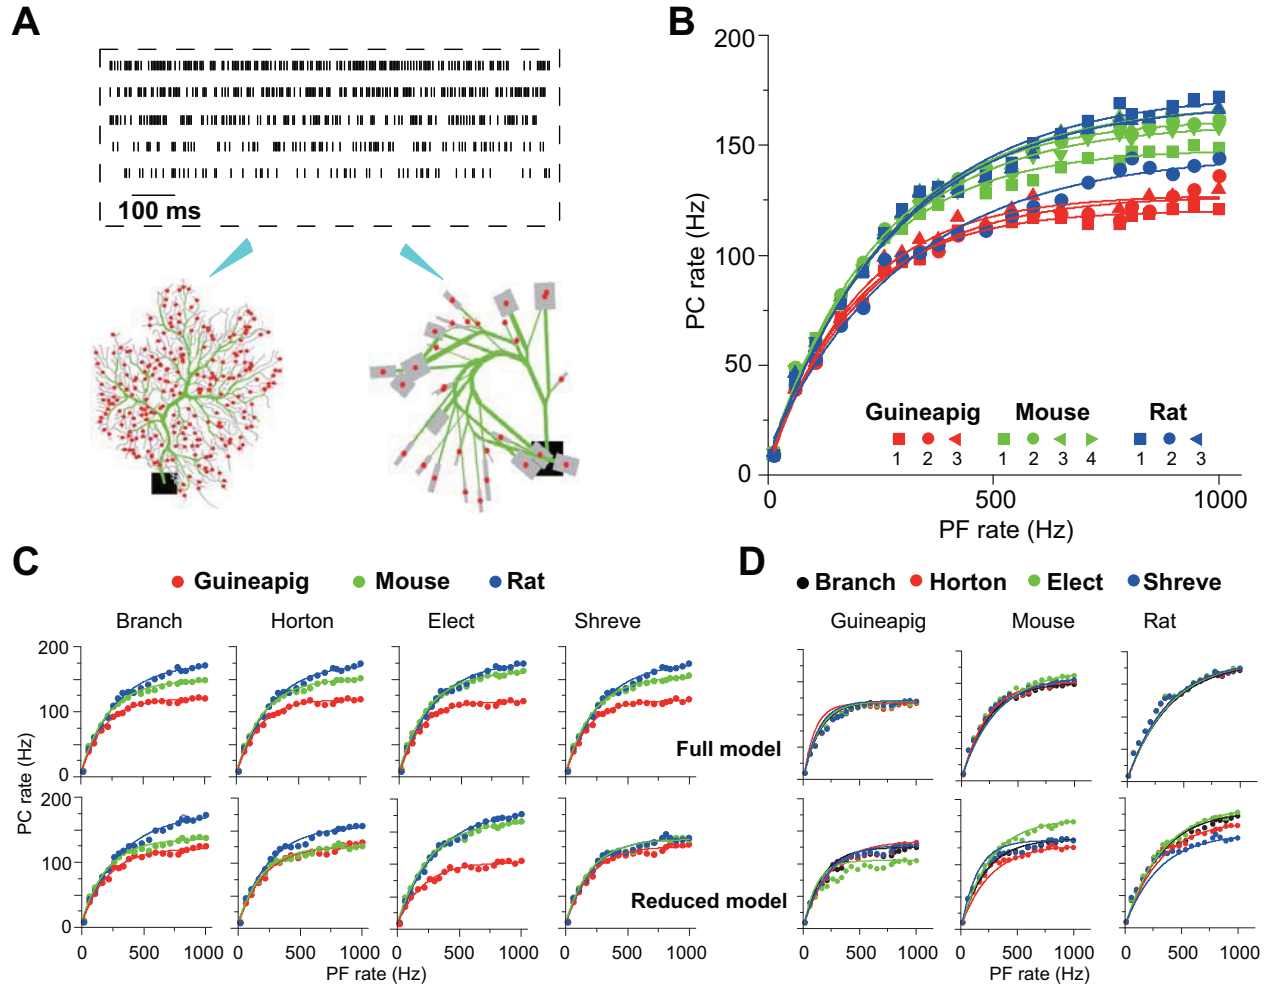 A
100 ms
B
200
150
100
50
0
PC rate (Hz)
Guineapig Mouse Rat
1 2 3 1 2 3 4 1 2 3
0 500 1000
PF rate (Hz)
C
Guineapig Mouse Rat
Branch Horton Elect Shreve
200
100
0
200
100
0
PC rate (Hz)
0 500 1000 0 500 1000 0 500 1000 0 500 1000
PF rate (Hz)
D
Branch Horton Elect Shreve
Guineapig Mouse Rat
Full model
Reduced model
0 500 1000 0 500 1000 0 500 1000
PF rate (Hz)